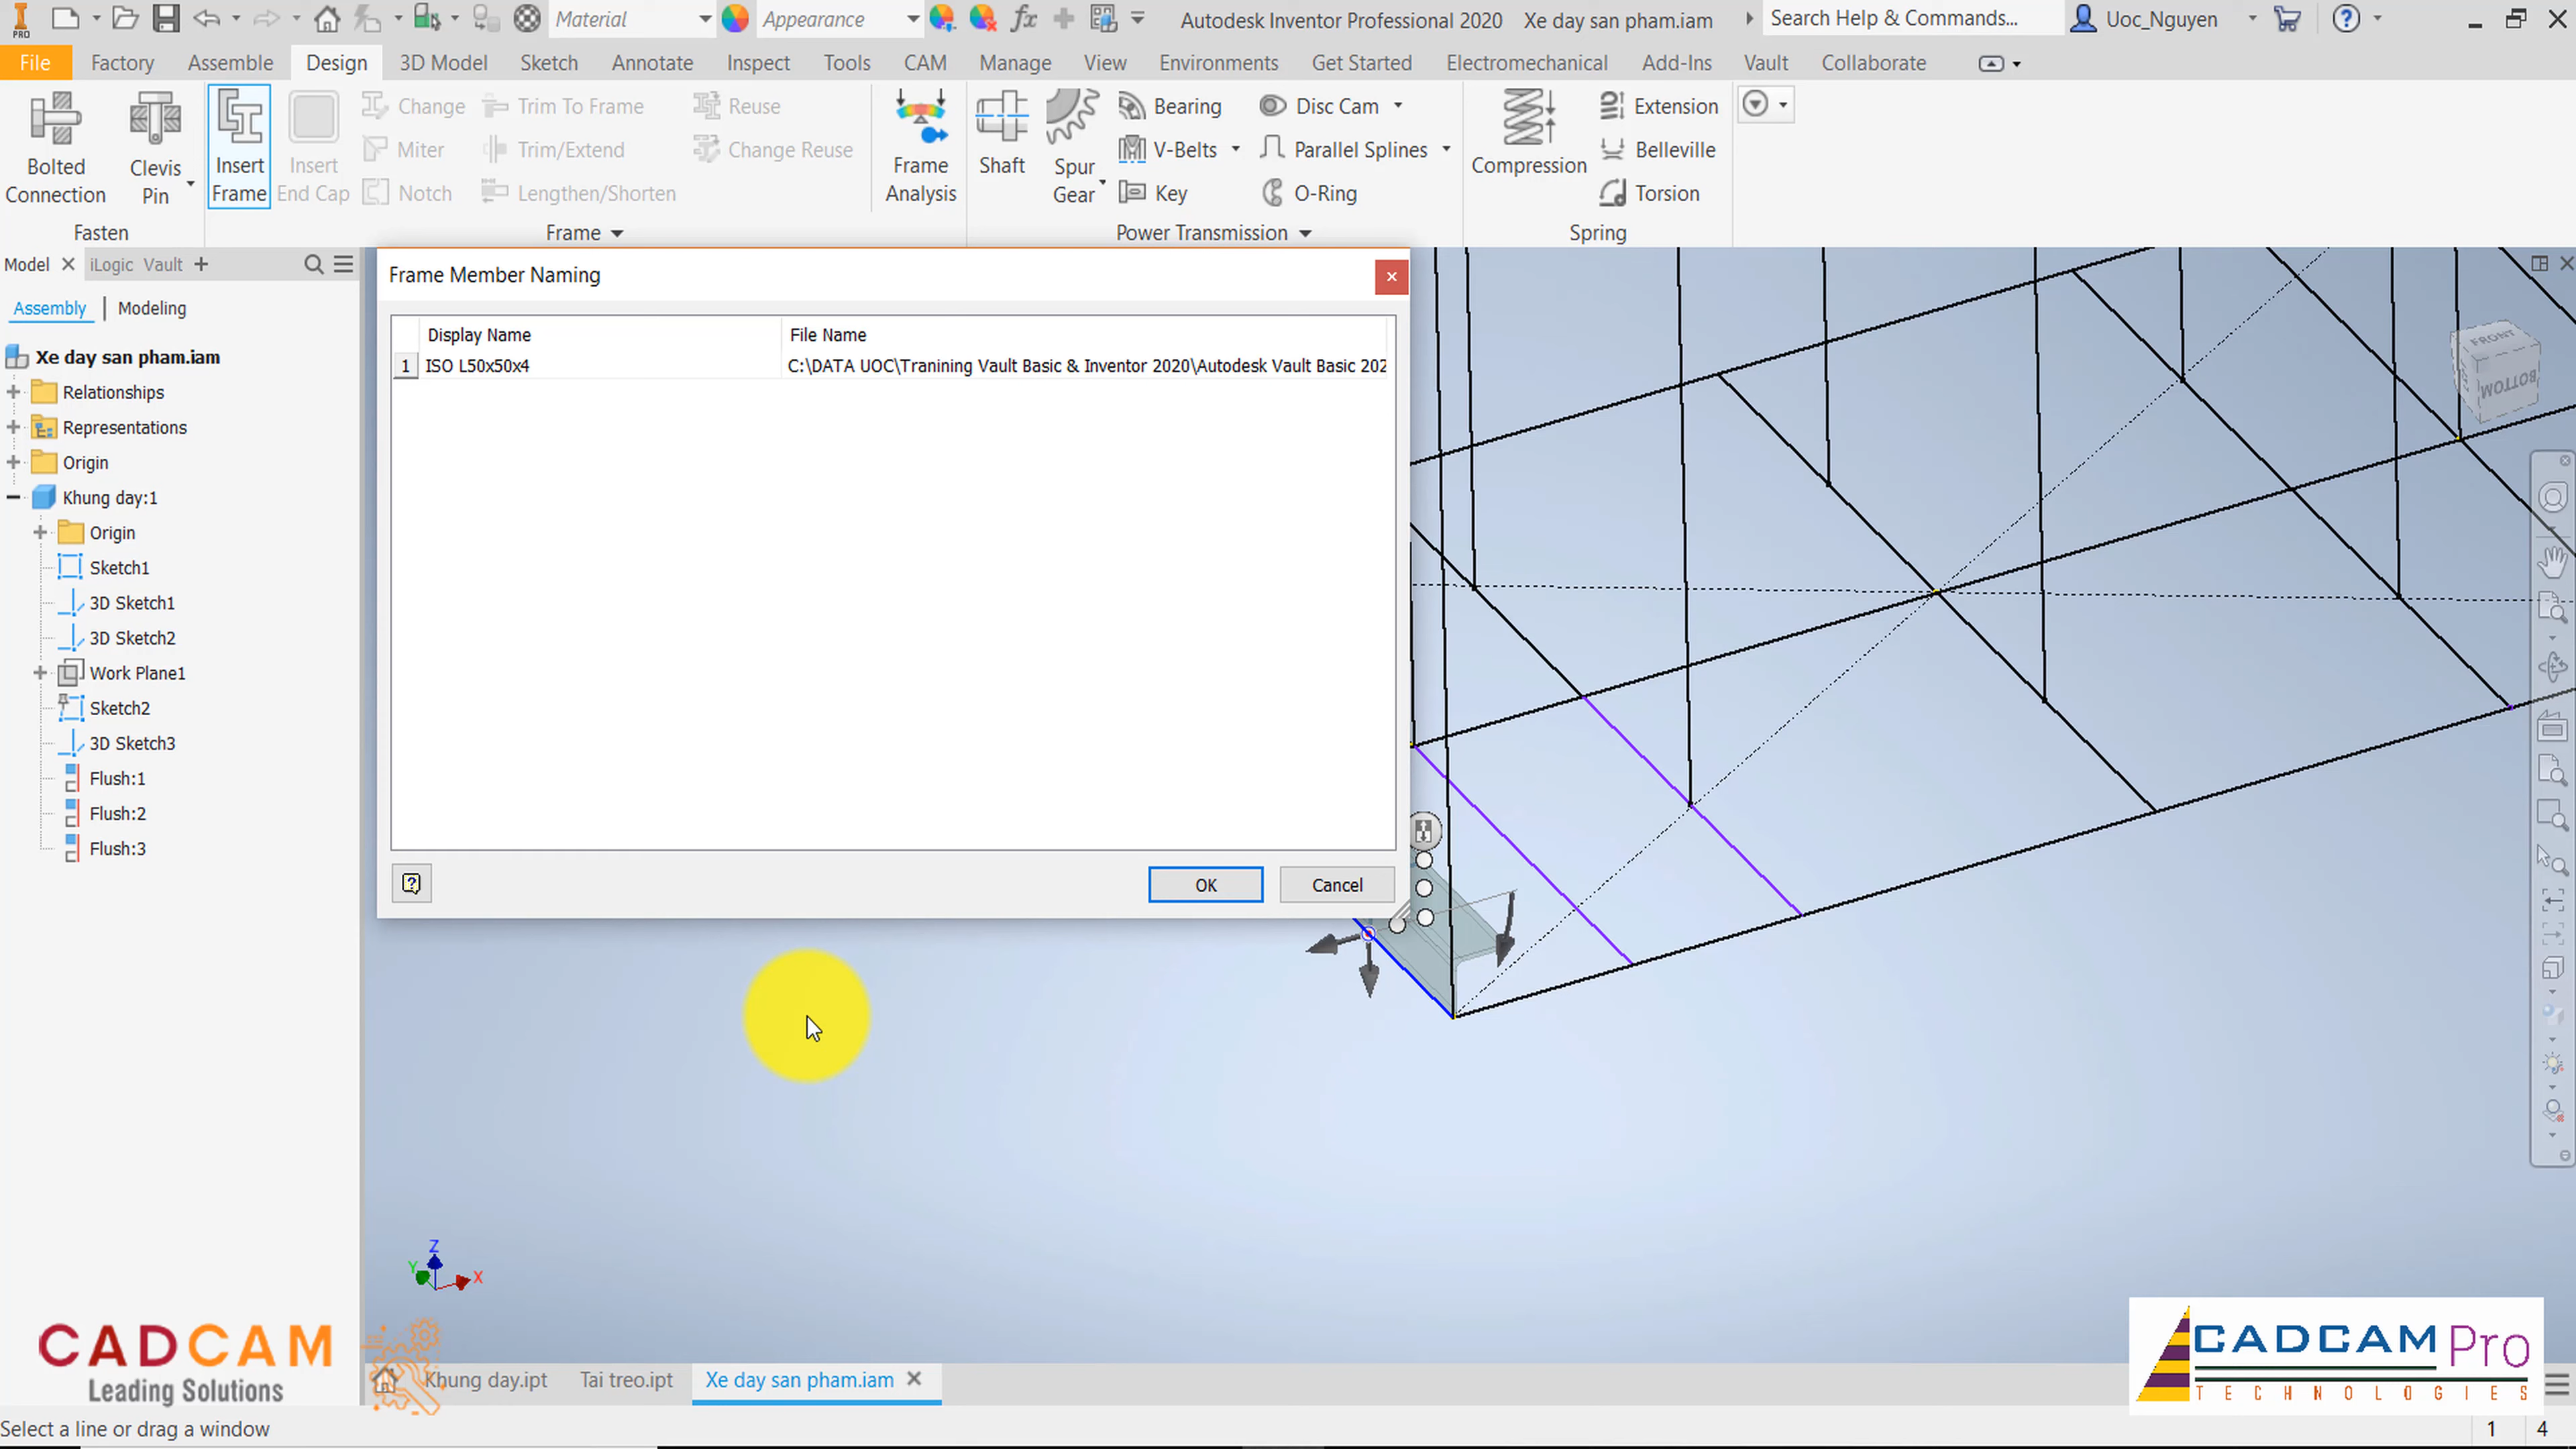 PRO
Material
Appearance
Autodesk Inventor Professional 2020 Xe day san pham.iam
Search Help & Commands...
Uoc_Nguyen
File Factory Assemble Design 3D Model Sketch Annotate Inspect Tools CAM Manage View Environments Get Started Electromechanical Add-Ins Vault Collaborate
Bolted Connection
Clevis Pin
Fasten
Insert Frame
Insert End Cap
Change
Miter
Notch
Trim To Frame
Trim/Extend
Lengthen/Shorten
Reuse
Change Reuse
Frame
Frame Analysis
Shaft
Spur Gear
Bearing
V-Belts
Key
Disc Cam
Parallel Splines
O-Ring
Power Transmission
Compression
Extension
Belleville
Torsion
Spring
Model iLogic Vault
Assembly Modeling
Xe day san pham.iam
Relationships
Representations
Origin
Khung day:1
Origin
Sketch1
3D Sketch1
3D Sketch2
Work Plane1
Sketch2
3D Sketch3
Flush:1
Flush:2
Flush:3
Frame Member Naming
Display Name File Name
1 ISO L50x50x4 C:\DATA UOC\Tranining Vault Basic & Inventor 2020\Autodesk Vault Basic 202
OK Cancel
FRONT
BOTTOM
Z
Y X
CADCAM
Leading Solutions
Khung day.ipt Tai treo.ipt Xe day san pham.iam
CADCAM Pro
TECHNOLOGIES
Select a line or drag a window
1 4